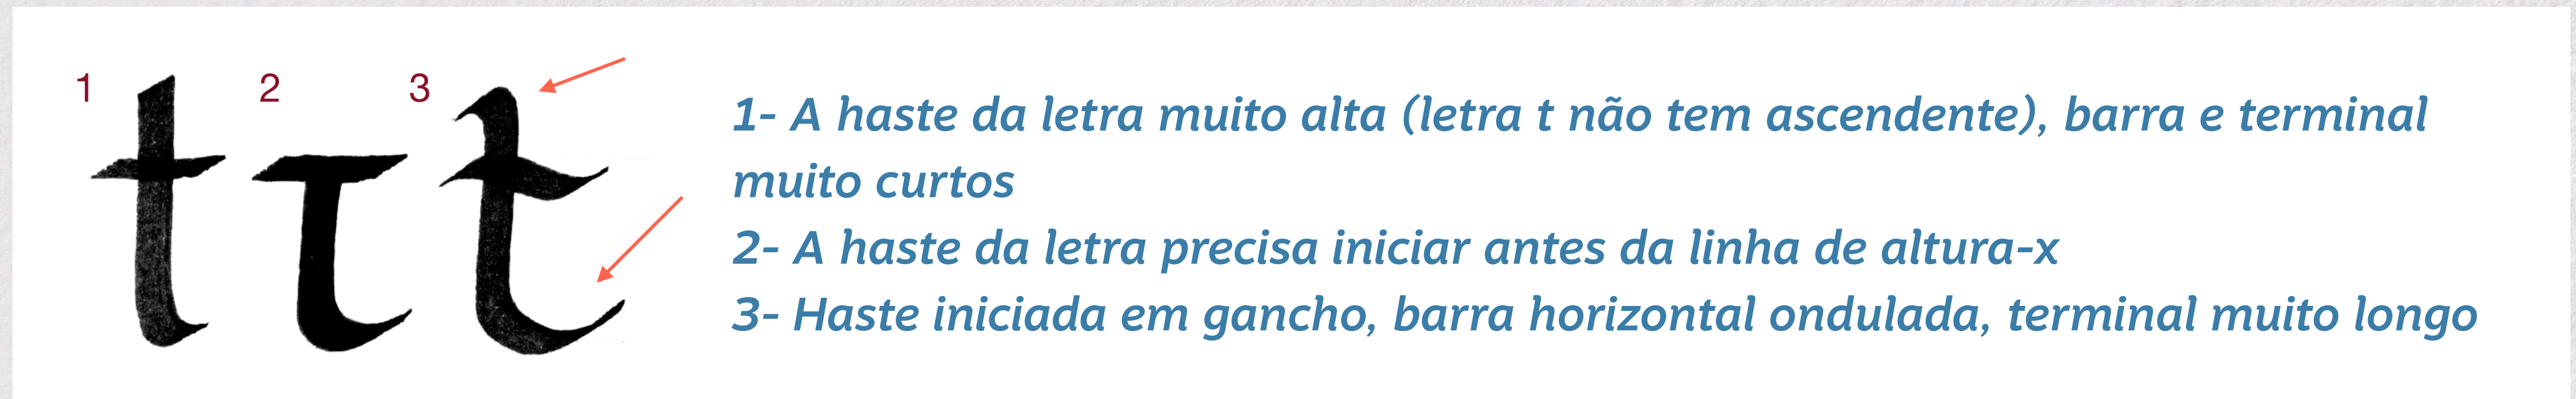 1 2 3
ttt
1- A haste da letra muito alta (letra t não tem ascendente), barra e terminal
muito curtos
2- A haste da letra precisa iniciar antes da linha de altura-x
3- Haste iniciada em gancho, barra horizontal ondulada, terminal muito longo